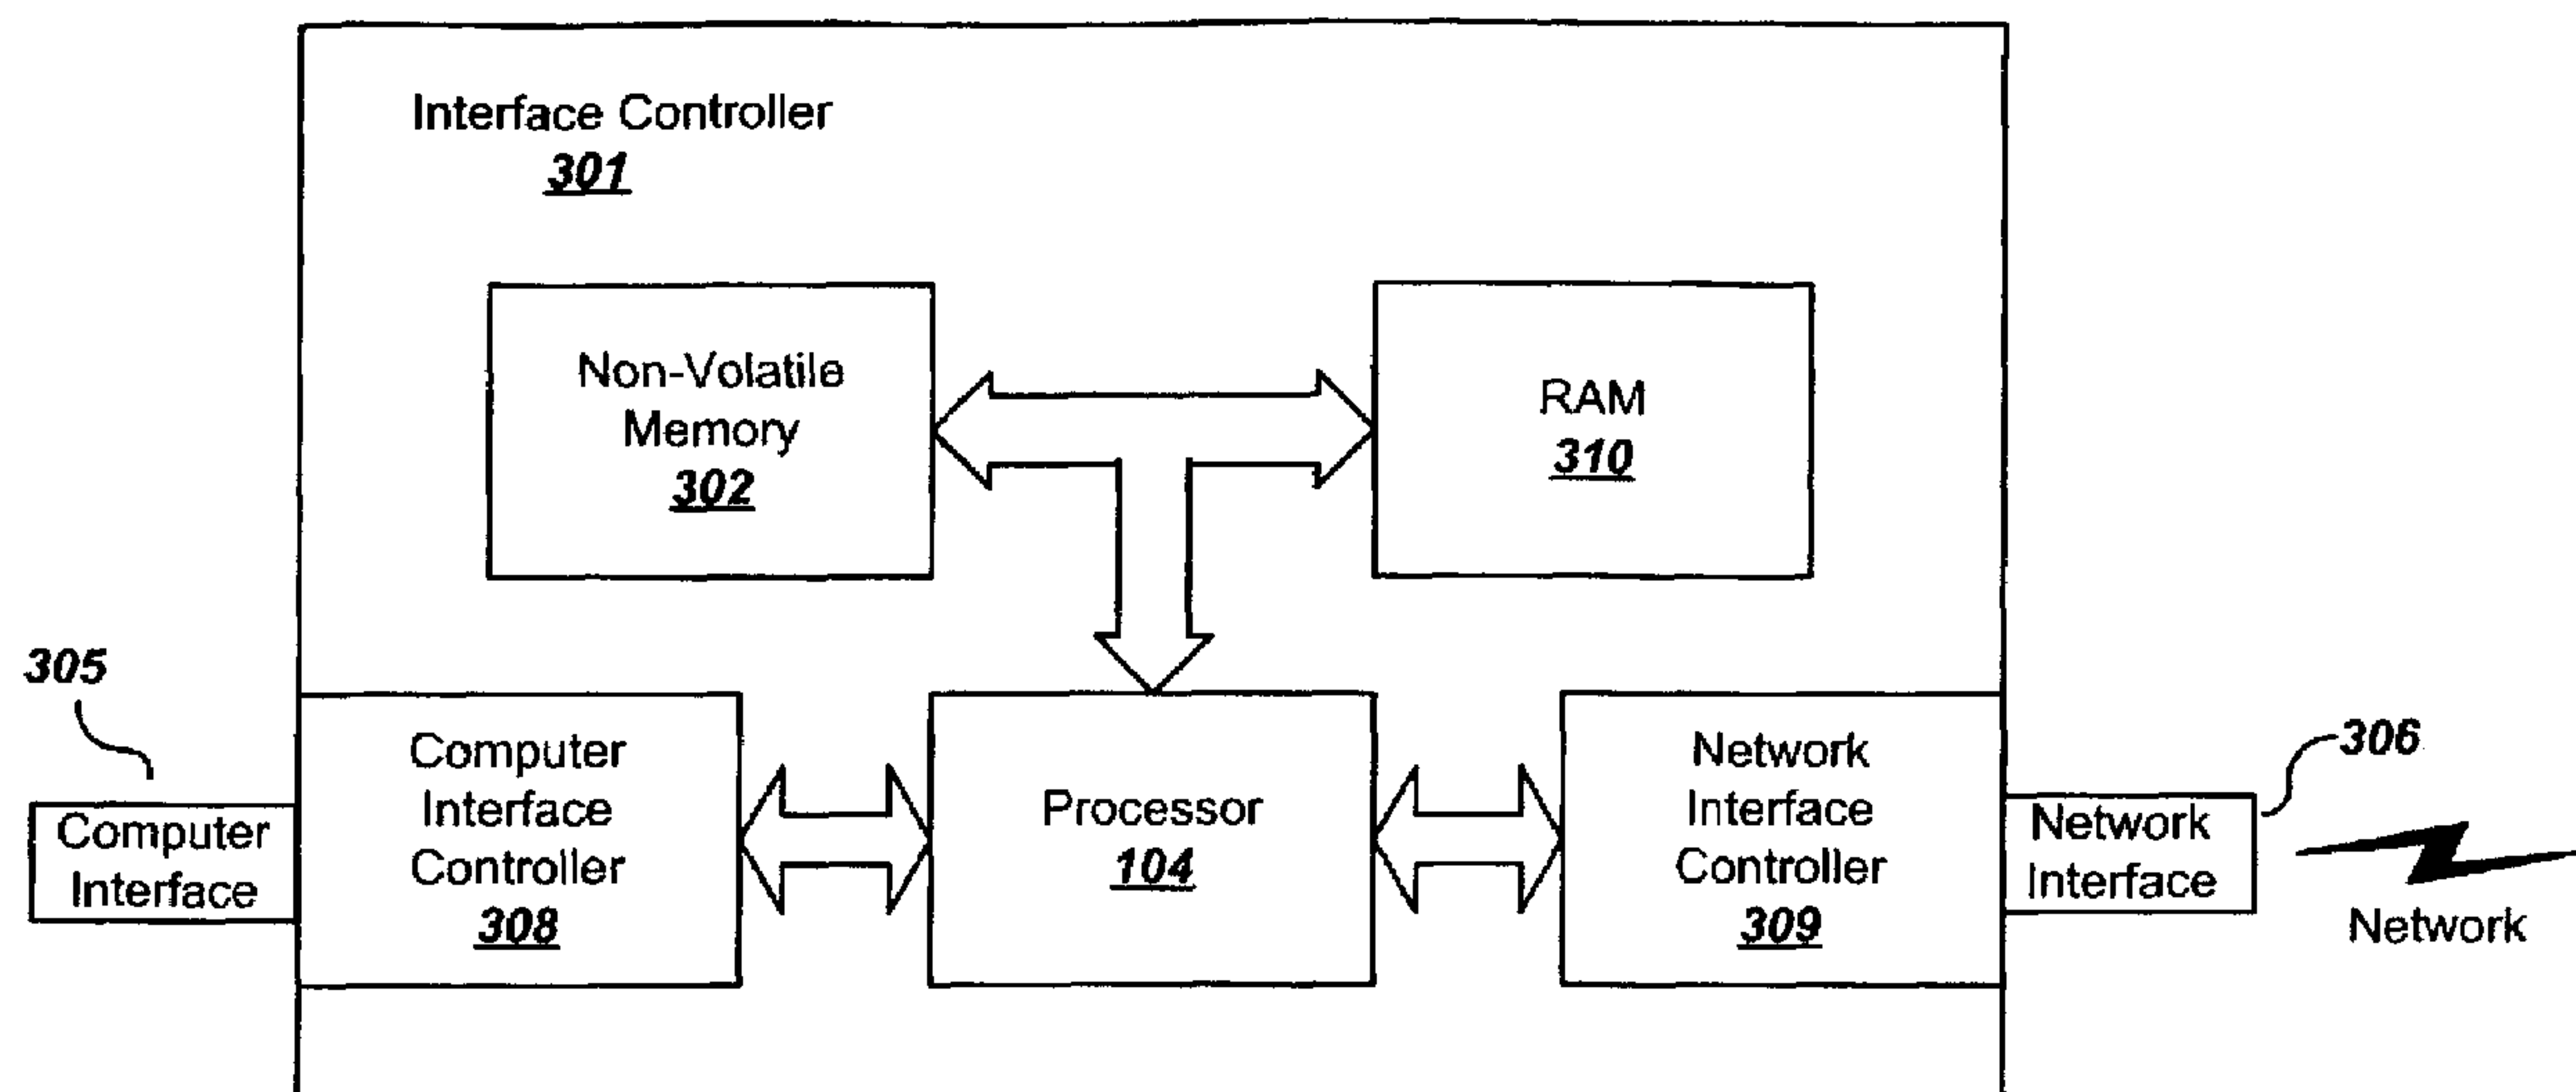 Interface Controller
301
Non-Volatile
Memory
302
RAM
310
305
Computer
Interface
Computer
Interface
Controller
308
Processor
104
Network
Interface
Controller
309
306
Network
Interface
Network